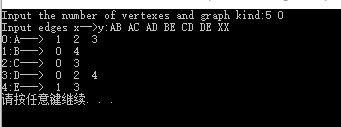 Input the number of vertexes and graph kind:5 0
Input edges x--->y:AB AC AD BE CD DE XX
0:A---> 1 2 3
1:B---> 0 4
2:C---> 0 3
3:D---> 0 2 4
4:E---> 1 3
请按任意键继续. . .